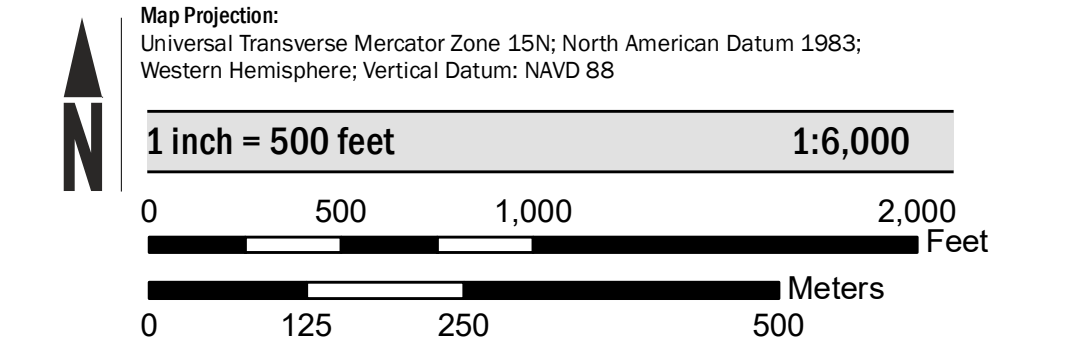 Map Projection:
Universal Transverse Mercator Zone 15N; North American Datum 1983;
Western Hemisphere; Vertical Datum: NAVD 88
N
1 inch = 500 feet 1:6,000
0 500 1,000 2,000
Feet
Meters
0 125 250 500